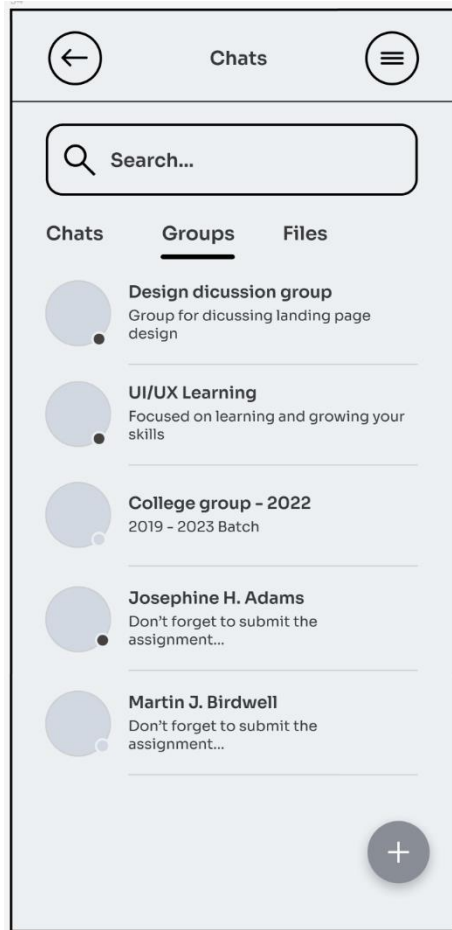 Chats
Search...
Chats Groups Files
Design dicussion group
Group for dicussing landing page
design
UI/UX Learning
Focused on learning and growing your
skills
College group - 2022
2019 - 2023 Batch
Josephine H. Adams
Don't forget to submit the
assignment...
Martin J. Birdwell
Don't forget to submit the
assignment...